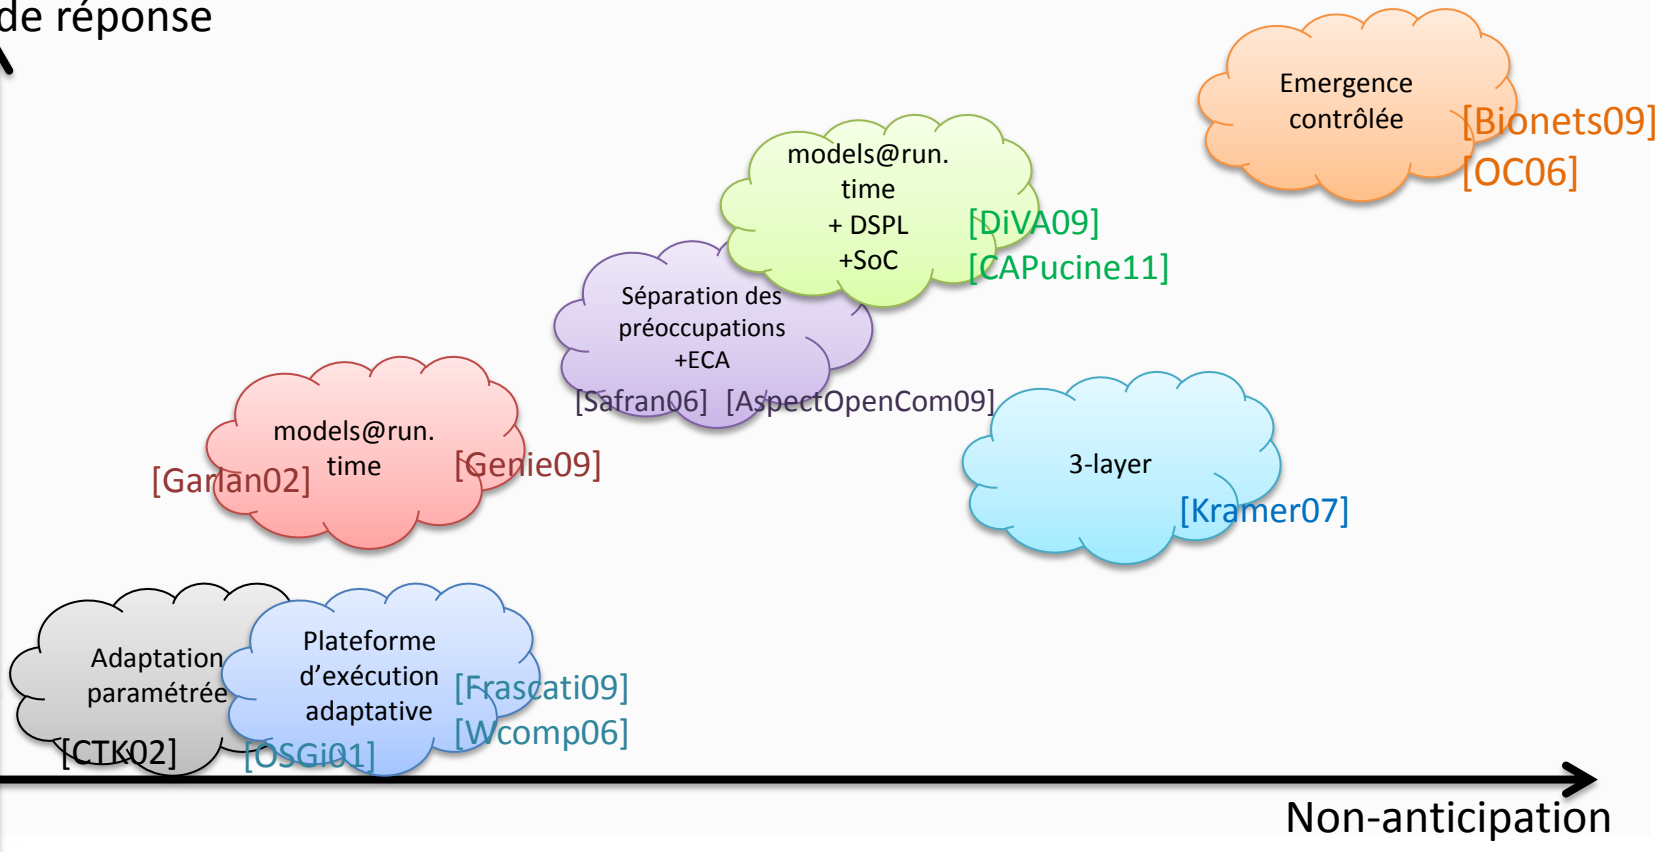 de réponse
Emergence
contrôlée
[Bionets09]
[OC06]
models@run.
time
+ DSPL
+SoC
[DiVA09]
[CAPucine11]
Séparation des
préoccupations
+ECA
[Safran06] [AspectOpenCom09]
models@run.
time
[Garlan02]
[Genie09]
3-layer
[Kramer07]
Adaptation
paramétrée
[CTK02]
Plateforme
d’exécution
adaptative
[Frascati09]
[Wcomp06]
[OSGi01]
Non-anticipation